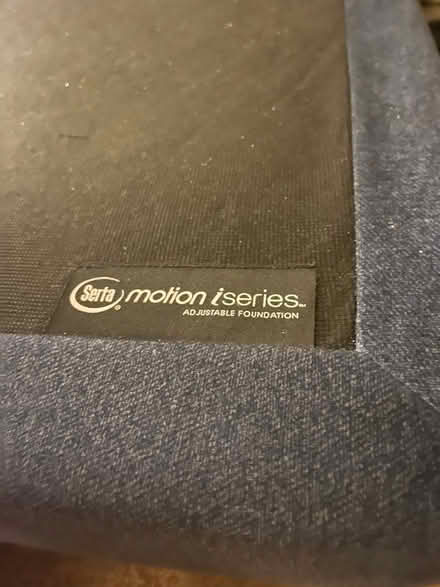 Serta® motion iseries™
ADJUSTABLE FOUNDATION